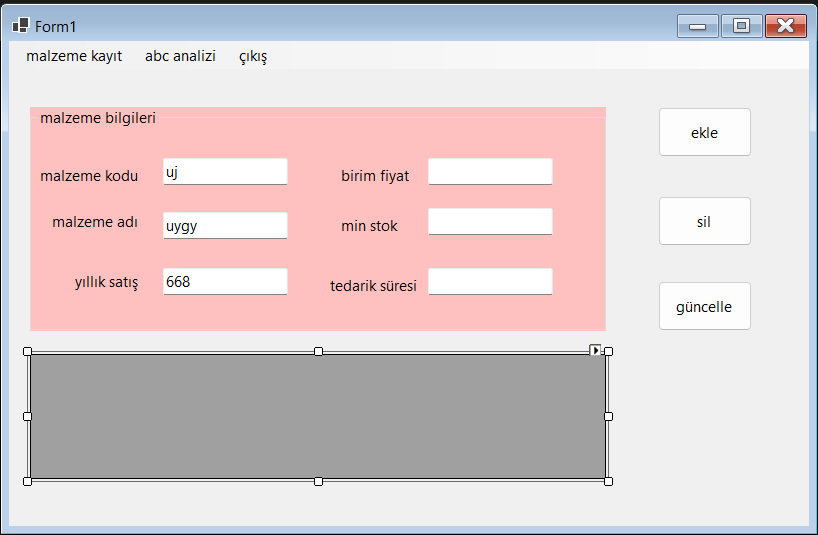 Form1
malzeme kayıt abc analizi çıkış
malzeme bilgileri
malzeme kodu uj birim fiyat
malzeme adı uygy min stok
yıllık satış 668 tedarik süresi
ekle
sil
güncelle